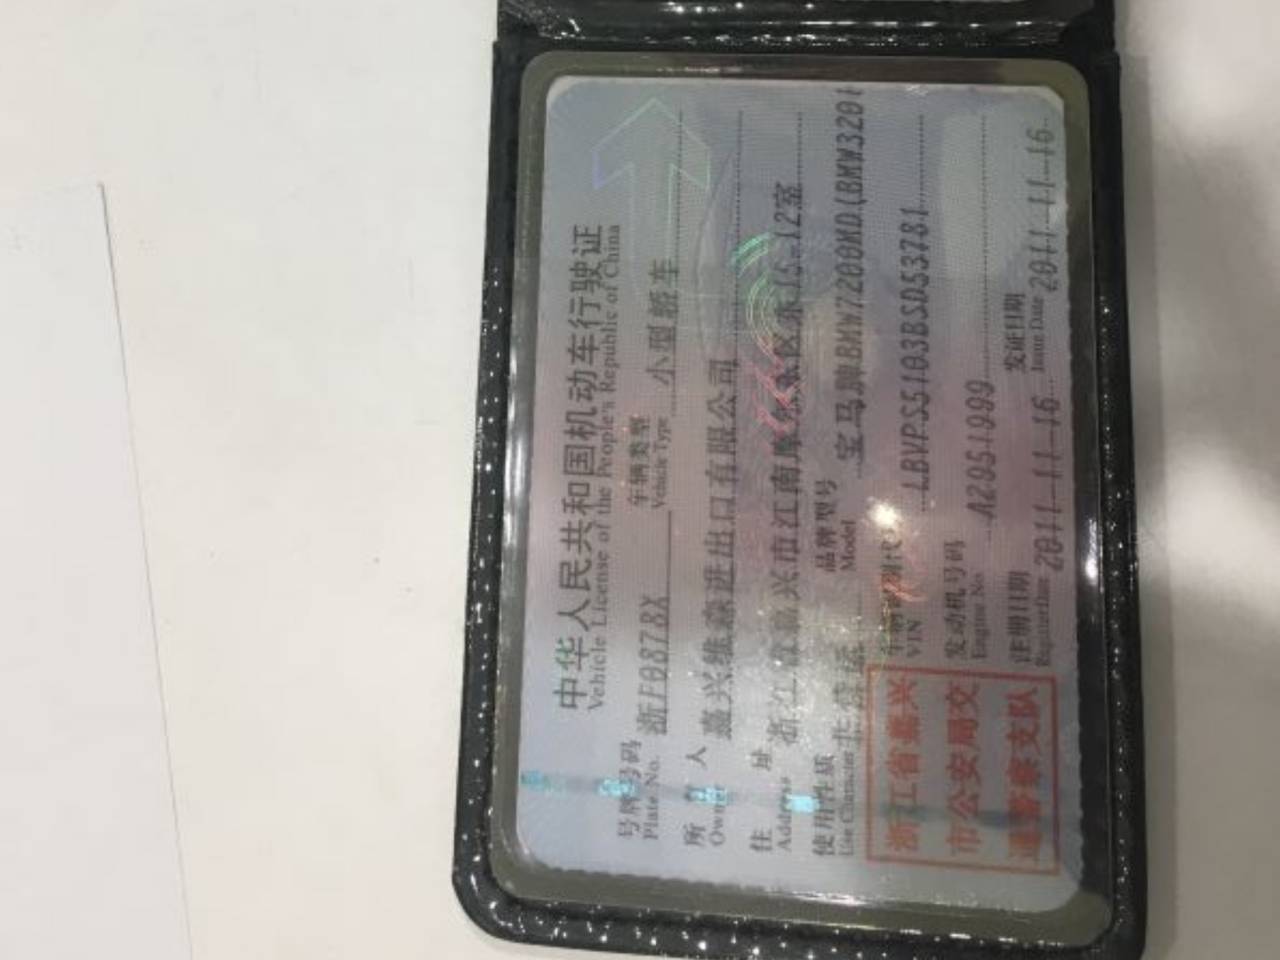 中华人民共和国机动车行驶证
Vehicle License of the People's Republic of China
号牌号码 浙F0878X 车辆类型 小型轿车
Plate No. Vehicle Type
所有人 嘉兴维森进出口有限公司
Owner
住址 浙江省嘉兴市江南摩尔东区东15-12室
Address
使用性质 非营运 品牌型号 宝马牌BMW7200MD(BMW320i
Use Character Model
车辆识别代 LBVPS5103BSD53781
VIN
发动机号码 A2951999
Engine No.
注册日期 2011-11-16 发证日期 2011-11-16
Register Date Issue Date
浙江省嘉兴
市公安局交
通警察支队